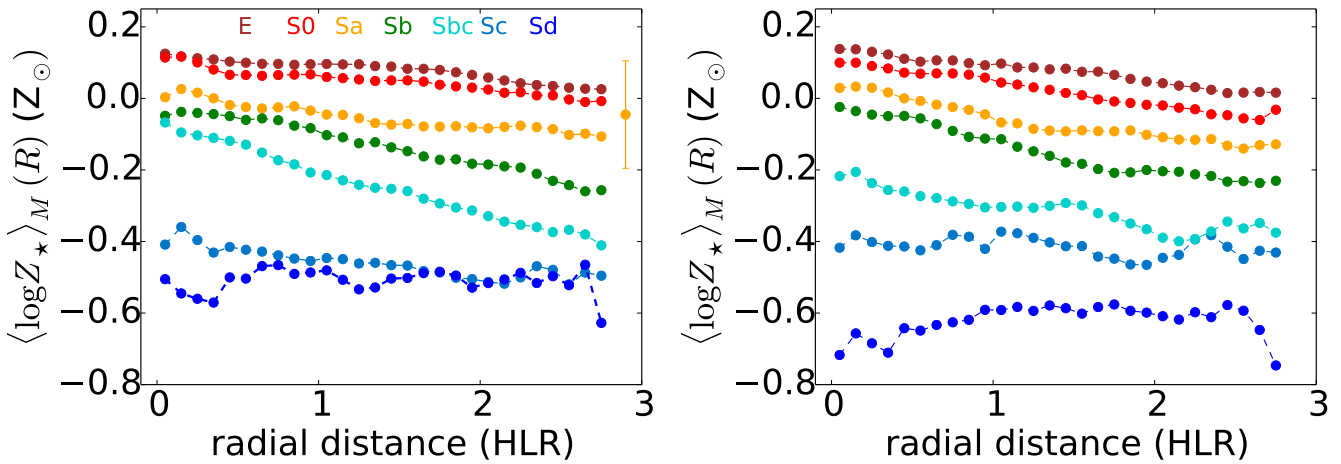 E S0 Sa Sb Sbc Sc Sd
⟨logZ⋆⟩M (R) (Z⊙)
0.2
0.0
−0.2
−0.4
−0.6
−0.8
0 1 2 3
radial distance (HLR)
⟨logZ⋆⟩M (R) (Z⊙)
0.2
0.0
−0.2
−0.4
−0.6
−0.8
0 1 2 3
radial distance (HLR)